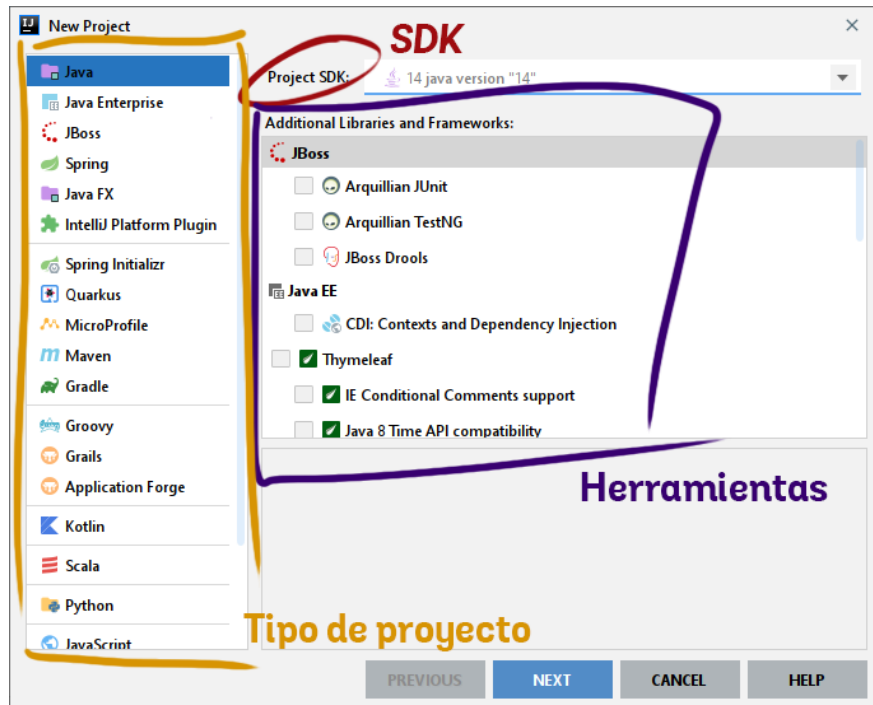 New Project
SDK
Java
Java Enterprise
JBoss
Spring
Java FX
IntelliJ Platform Plugin
Spring Initializr
Quarkus
MicroProfile
Maven
Gradle
Groovy
Grails
Application Forge
Kotlin
Scala
Python
JavaScript
Project SDK:
14 java version "14"
Additional Libraries and Frameworks:
JBoss
Arquillian JUnit
Arquillian TestNG
JBoss Drools
Java EE
CDI: Contexts and Dependency Injection
Thymeleaf
IE Conditional Comments support
Java 8 Time API compatibility
Herramientas
Tipo de proyecto
PREVIOUS
NEXT
CANCEL
HELP